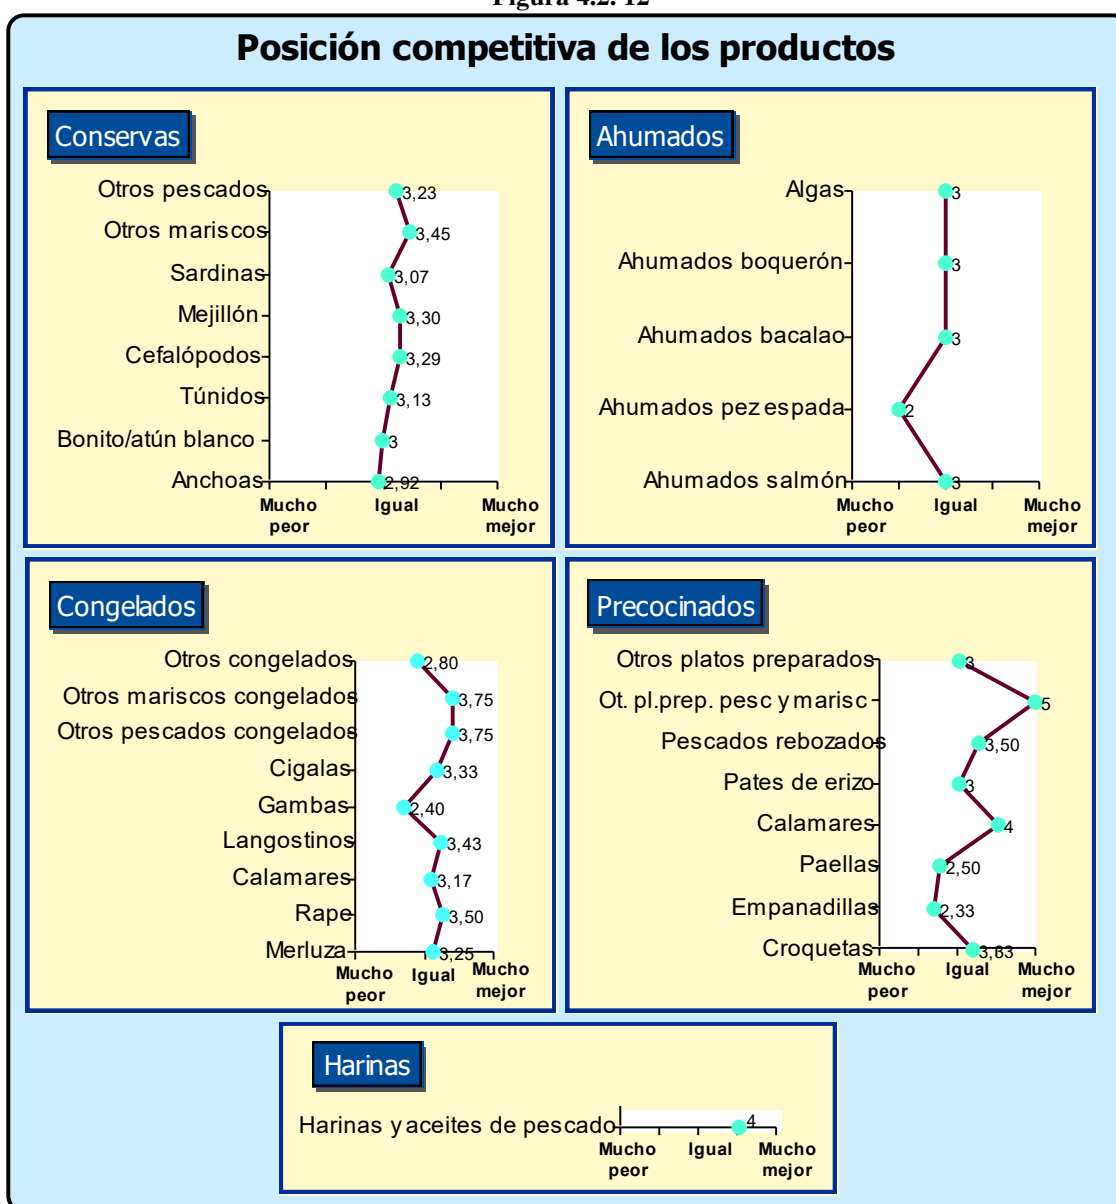 Figura 4.2. 12
Posición competitiva de los productos
Conservas
Otros pescados
3,23
Otros mariscos
3,45
Sardinas
3,07
Mejillón
3,30
Cefalópodos
3,29
Túnidos
3,13
Bonito/atún blanco
3
Anchoas
2,92
Mucho peor
Igual
Mucho mejor
Ahumados
Algas
3
Ahumados boquerón
3
Ahumados bacalao
3
Ahumados pez espada
2
Ahumados salmón
3
Mucho peor
Igual
Mucho mejor
Congelados
Otros congelados
2,80
Otros mariscos congelados
3,75
Otros pescados congelados
3,75
Cigalas
3,33
Gambas
2,40
Langostinos
3,43
Calamares
3,17
Rape
3,50
Merluza
3,25
Mucho peor
Igual
Mucho mejor
Precocinados
Otros platos preparados
3
Ot. pl.prep. pesc y marisc
5
Pescados rebozados
3,50
Pates de erizo
3
Calamares
4
Paellas
2,50
Empanadillas
2,33
Croquetas
3,33
Mucho peor
Igual
Mucho mejor
Harinas
Harinas y aceites de pescado
4
Mucho peor
Igual
Mucho mejor